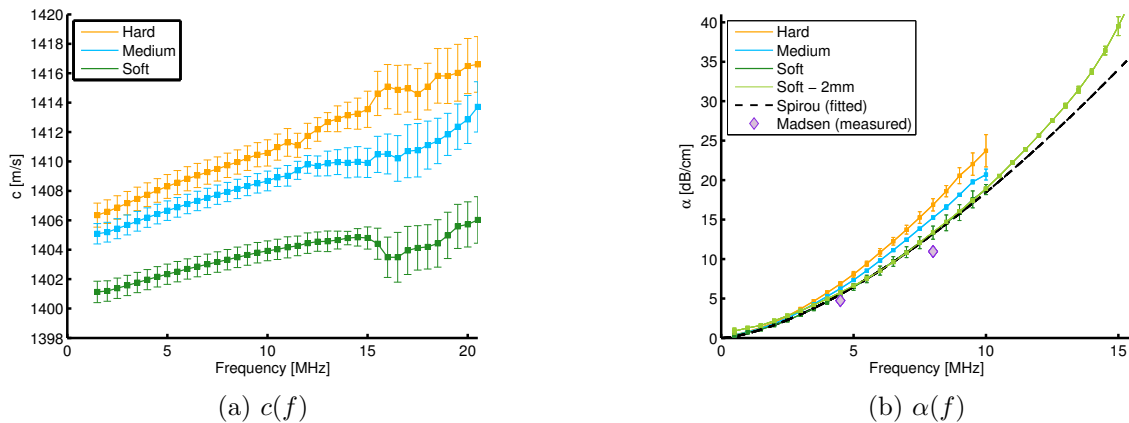 1420
1418
1416
1414
1412
1410
1408
1406
1404
1402
1400
1398
c [m/s]
Hard
Medium
Soft
0
5
10
15
20
Frequency [MHz]
(a) c(f)
40
35
30
25
20
15
10
5
0
α [dB/cm]
Hard
Medium
Soft
Soft − 2mm
Spirou (fitted)
Madsen (measured)
0
5
10
15
Frequency [MHz]
(b) α(f)